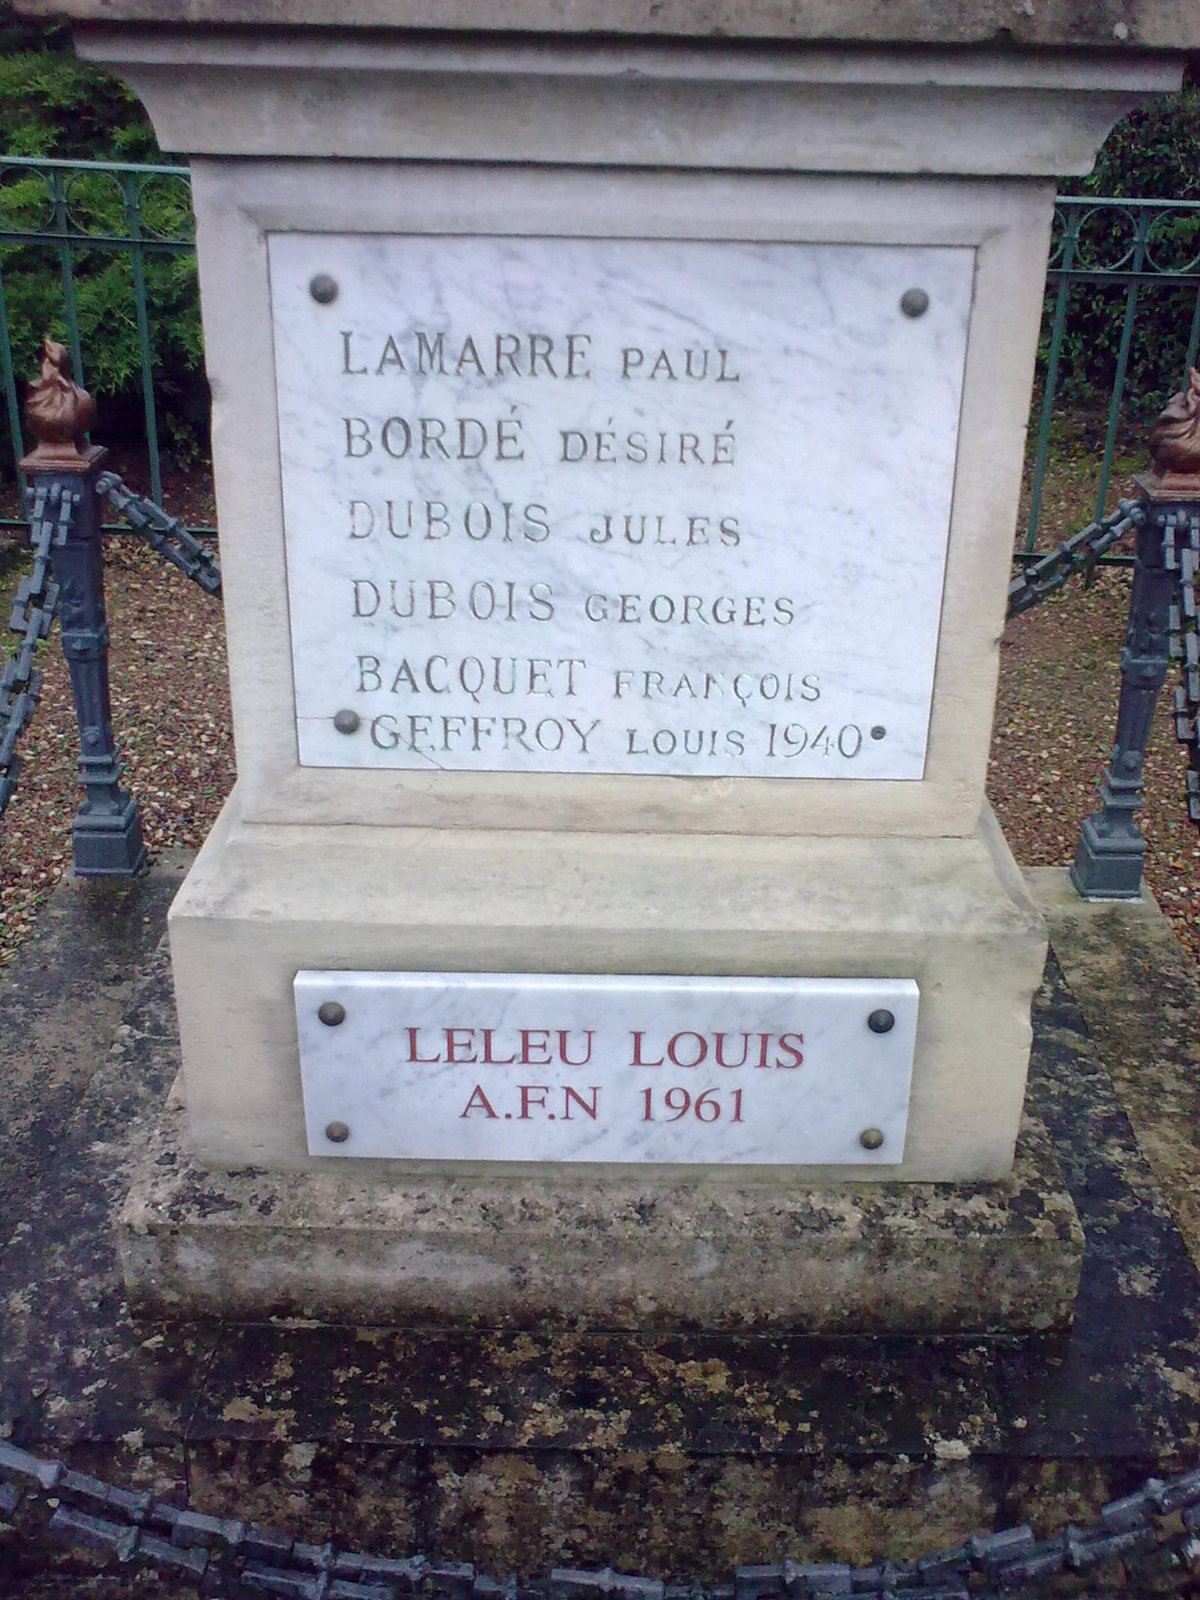 LAMARRE PAUL
BORDÉ DÉSIRÉ
DUBOIS JULES
DUBOIS GEORGES
BACQUET FRANÇOIS
GEFFROY LOUIS 1940
LELEU LOUIS
A.F.N 1961